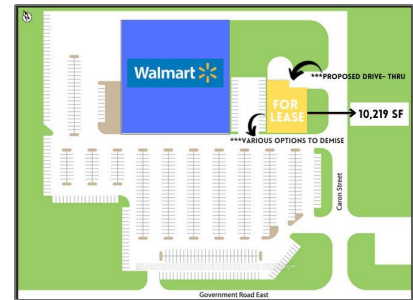 Walmart
***PROPOSED DRIVE- THRU
FOR
LEASE
10,219 SF
***VARIOUS OPTIONS TO DEMISE
Caron Street
Government Road East